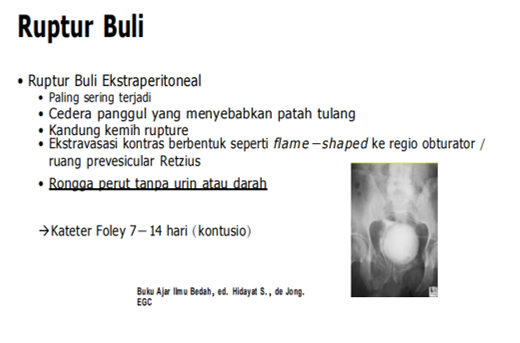 Ruptur Buli
• Ruptur Buli Ekstraperitoneal
• Paling sering terjadi
• Cedera panggul yang menyebabkan patah tulang
• Kandung kemih rupture
• Ekstravasasi kontras berbentuk seperti flame-shaped ke regio obturator /
ruang prevesicular Retzius
• Rongga perut tanpa urin atau darah
→Kateter Foley 7-14 hari (kontusio)
Buku Ajar Ilmu Bedah, ed. Hidayat S., de Jong.
EGC